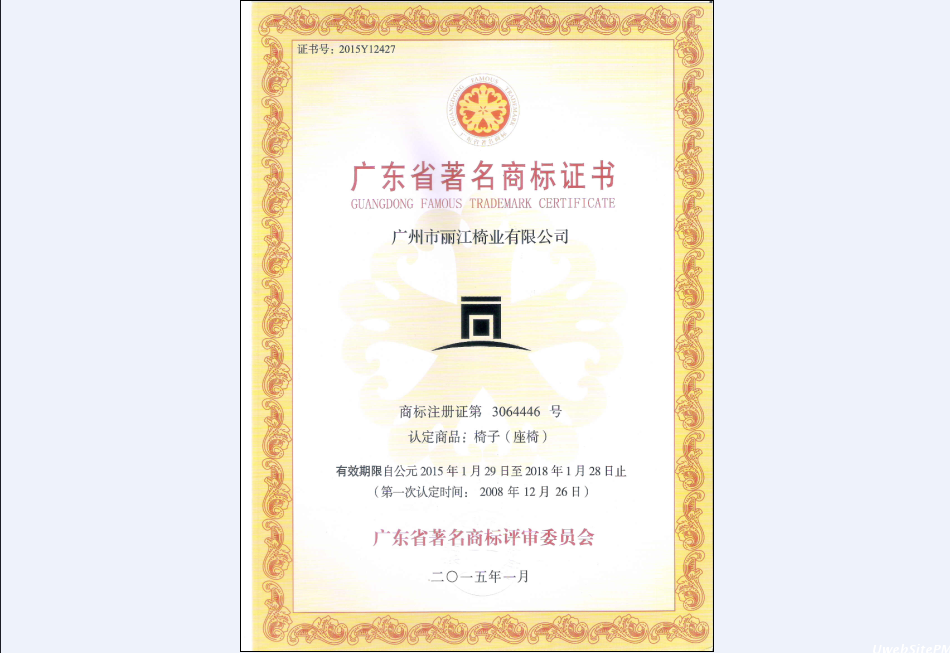 证书号：2015Y12427
GUANGDONG FAMOUS TRADEMARK
广东省著名商标
广东省著名商标证书
GUANGDONG FAMOUS TRADEMARK CERTIFICATE
广州市丽江椅业有限公司
商标注册证第 3064446 号
认定商品：椅子（座椅）
有效期限自公元 2015 年 1 月 29 日至 2018 年 1 月 28 日止
（第一次认定时间： 2008 年 12 月 26 日）
广东省著名商标评审委员会
二〇一五年一月